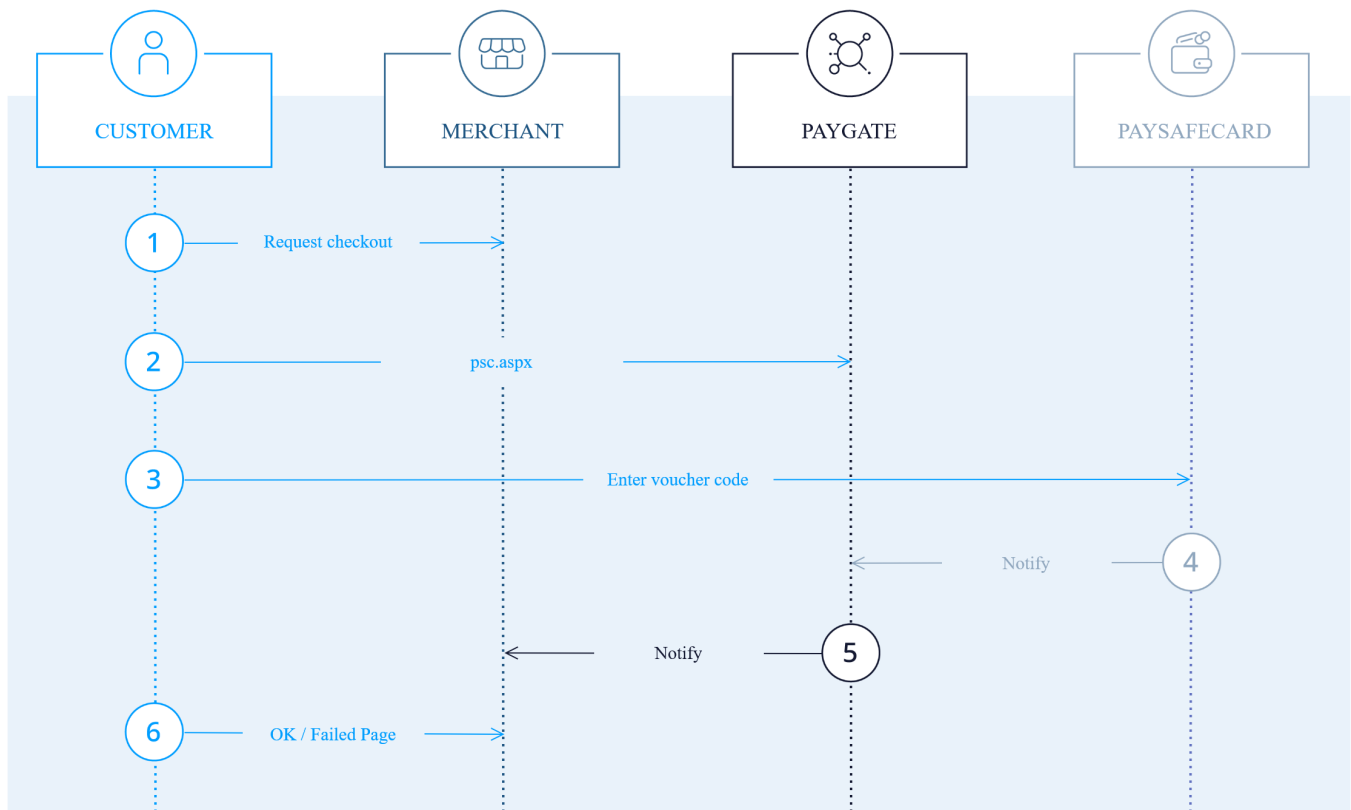 CUSTOMER
MERCHANT
PAYGATE
PAYSAFECARD
1
Request checkout
2
psc.aspx
3
Enter voucher code
Notify
4
Notify
5
6
OK / Failed Page